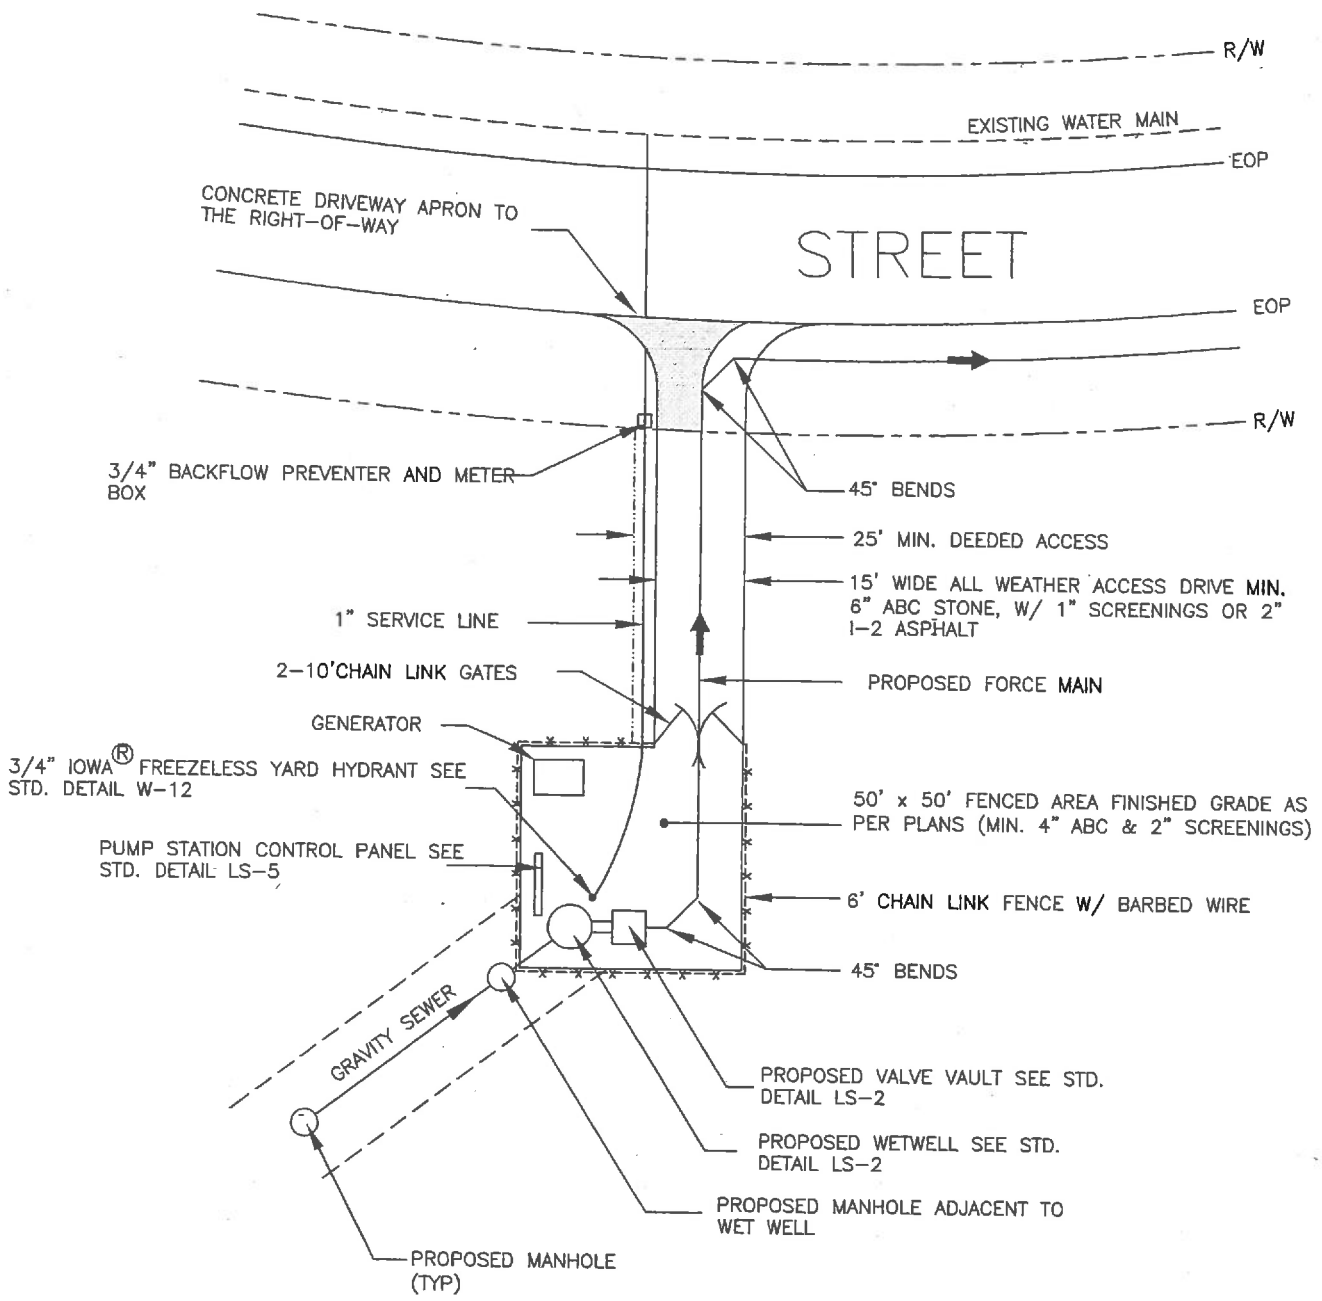 R/W
EXISTING WATER MAIN
EOP
CONCRETE DRIVEWAY APRON TO
THE RIGHT-OF-WAY
STREET
EOP
R/W
3/4" BACKFLOW PREVENTER AND METER
BOX
45° BENDS
25' MIN. DEEDED ACCESS
15' WIDE ALL WEATHER ACCESS DRIVE MIN.
6" ABC STONE, W/ 1" SCREENINGS OR 2"
I-2 ASPHALT
1" SERVICE LINE
2-10'CHAIN LINK GATES
PROPOSED FORCE MAIN
GENERATOR
3/4" IOWA® FREEZELESS YARD HYDRANT SEE
STD. DETAIL W-12
50' x 50' FENCED AREA FINISHED GRADE AS
PER PLANS (MIN. 4" ABC & 2" SCREENINGS)
PUMP STATION CONTROL PANEL SEE
STD. DETAIL LS-5
6' CHAIN LINK FENCE W/ BARBED WIRE
45° BENDS
GRAVITY SEWER
PROPOSED VALVE VAULT SEE STD.
DETAIL LS-2
PROPOSED WETWELL SEE STD.
DETAIL LS-2
PROPOSED MANHOLE ADJACENT TO
WET WELL
PROPOSED MANHOLE
(TYP)